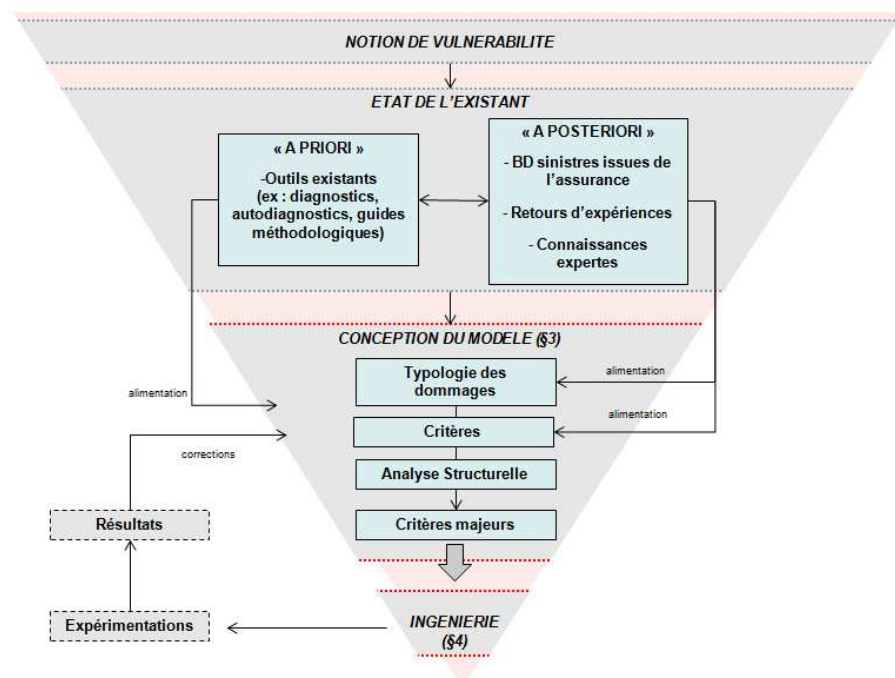 NOTION DE VULNERABILITE
ETAT DE L'EXISTANT
« A PRIORI »
-Outils existants
(ex : diagnostics,
autodiagnostics, guides
méthodologiques)
« A POSTERIORI »
- BD sinistres issues de
l'assurance
- Retours d'expériences
- Connaissances
expertes
CONCEPTION DU MODELE (§3)
Typologie des
dommages
alimentation
alimentation
Critères
alimentation
corrections
Analyse Structurelle
Critères majeurs
Résultats
Expérimentations
INGENIERIE
(§4)